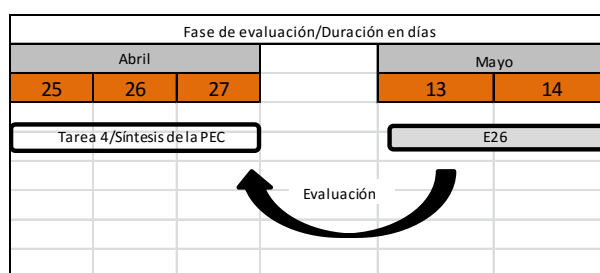 Fase de evaluación/Duración en días
Abril Mayo
25 26 27 13 14
Tarea 4/Síntesis de la PEC E26
Evaluación